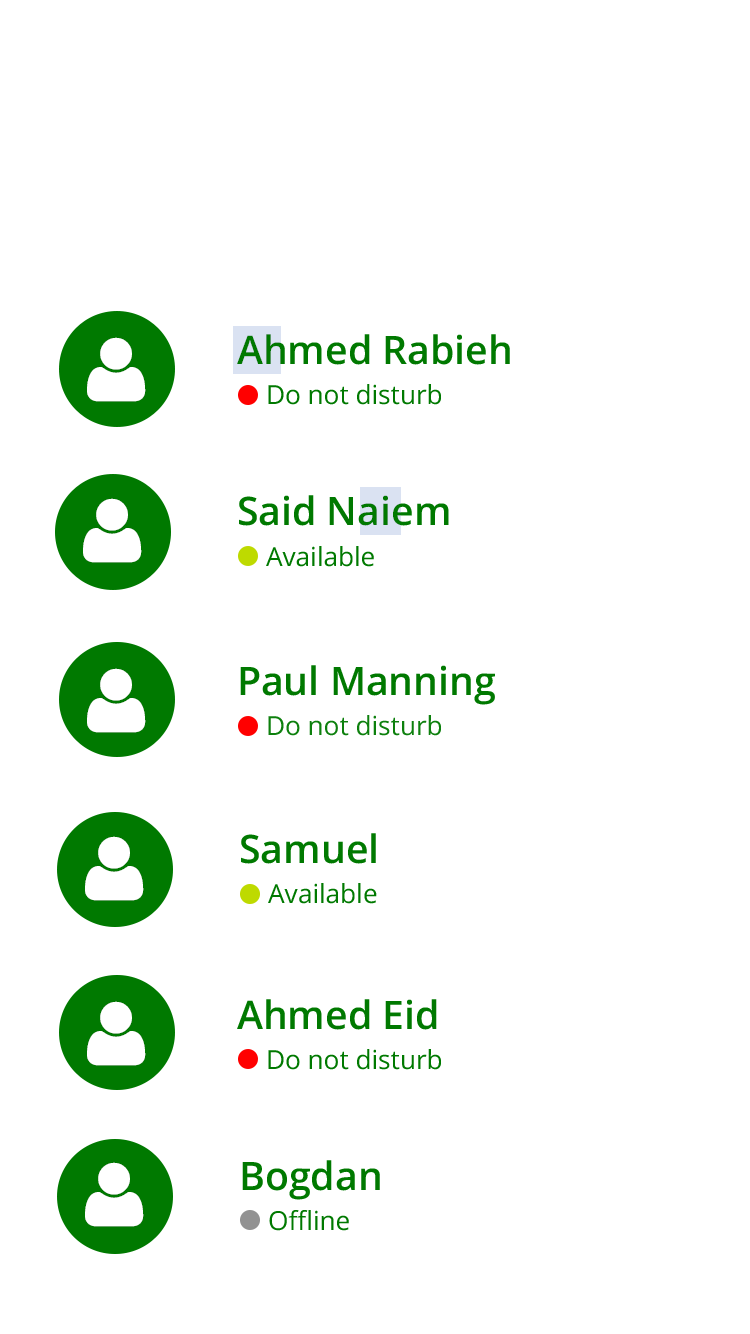 Ahmed Rabieh
Do not disturb
Said Naiem
Available
Paul Manning
Do not disturb
Samuel
Available
Ahmed Eid
Do not disturb
Bogdan
Offline